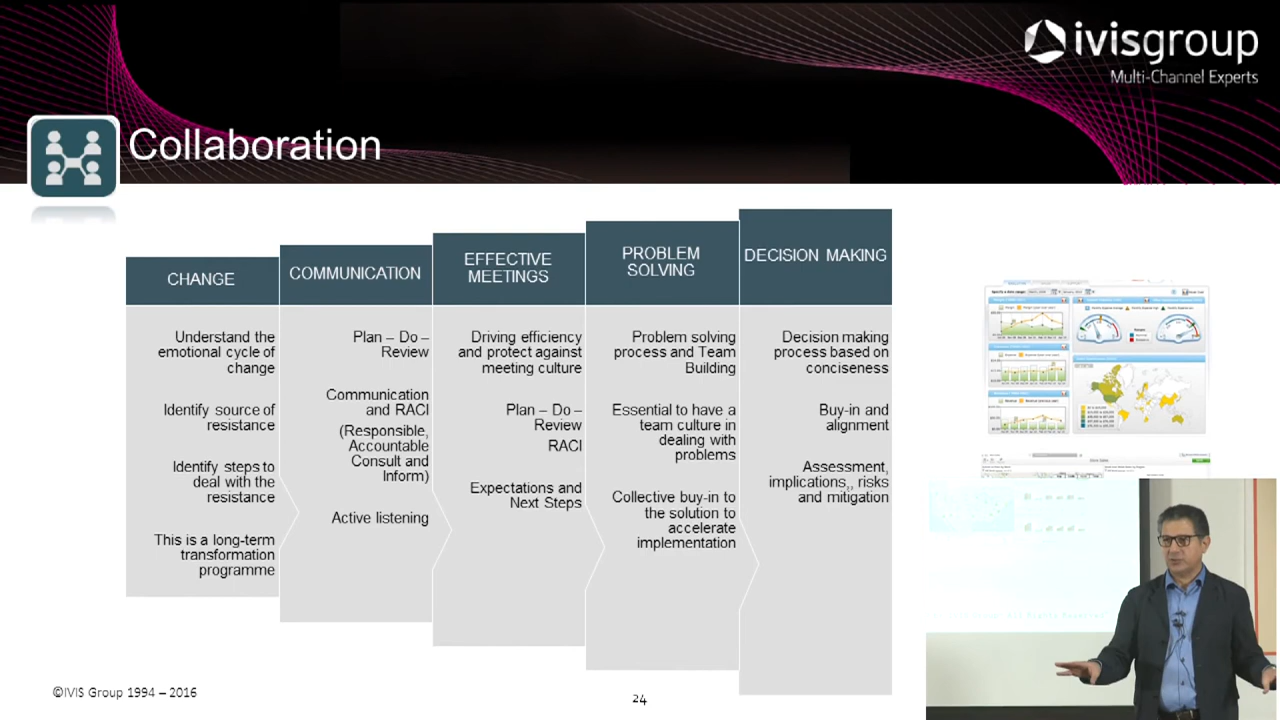 ivisgroup
Multi-Channel Experts
Collaboration
CHANGE
Understand the
emotional cycle of
change
Identify source of
resistance
Identify steps to
deal with the
resistance
This is a long-term
transformation
programme
COMMUNICATION
Plan – Do –
Review
Communication
and RACI
(Responsible,
Accountable
Consult and
Inform)
Active listening
EFFECTIVE
MEETINGS
Driving efficiency
and protect against
meeting culture
Plan – Do –
Review
RACI
Expectations and
Next Steps
PROBLEM
SOLVING
Problem solving
process and Team
Building
Essential to have a
trust culture in
dealing with
problems
Collective buy-in to
the solution to
accelerate
implementation
DECISION MAKING
Decision making
process based on
conciseness
Buy-in and
alignment
Assessment,
implications,, risks
and mitigation
©IVIS Group 1994 – 2016
24